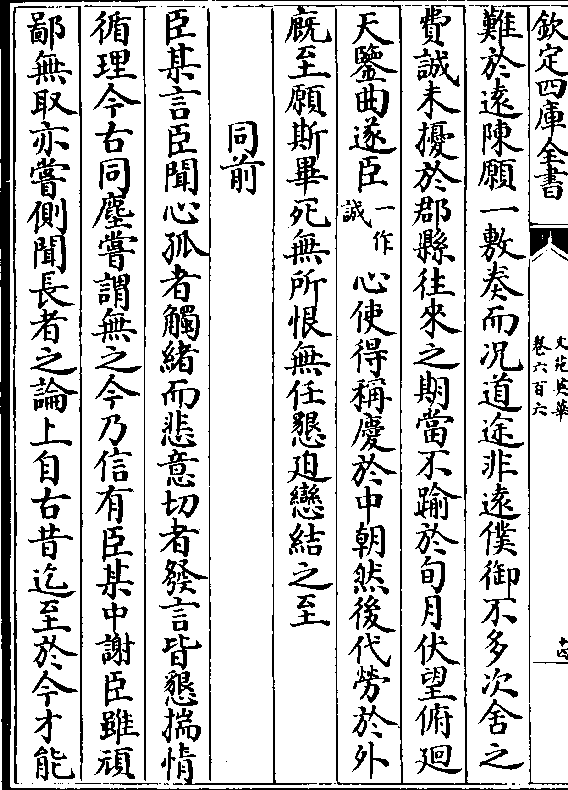 欽定四庫全書
文苑英華
卷六百六
十四
難於遠陳願一敷奏而况道途非遠僕御不多次舍之
費誠未擾於郡縣往來之期當不踰於旬月伏望俯廻
天鑒曲遂臣一作誠心使得稱慶於中朝然後代勞於外
廐至願斯畢死無所恨無任懇廹戀結之至
同前
臣某言臣聞心孤者觸緒而悲意切者發言皆懇揣情
循理今古同塵嘗謂無之今乃信有臣某中謝臣雖頑
鄙無取亦嘗側聞長者之論上自古昔迄至於今才能